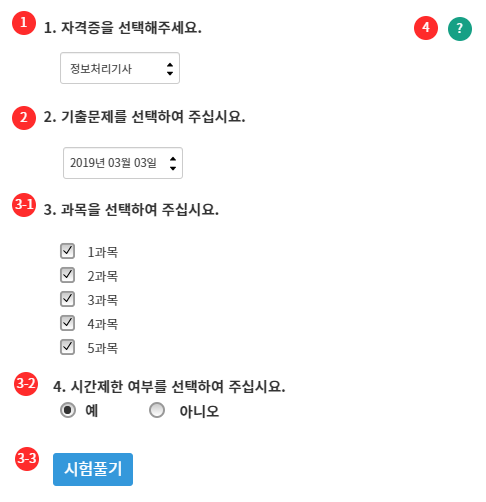 1 1. 자격증을 선택해주세요. 4 ?
정보처리기사
2 2. 기출문제를 선택하여 주십시요.
2019년 03월 03일
3-1 3. 과목을 선택하여 주십시요.
1과목
2과목
3과목
4과목
5과목
3-2 4. 시간제한 여부를 선택하여 주십시요.
예 아니오
3-3 시험풀기